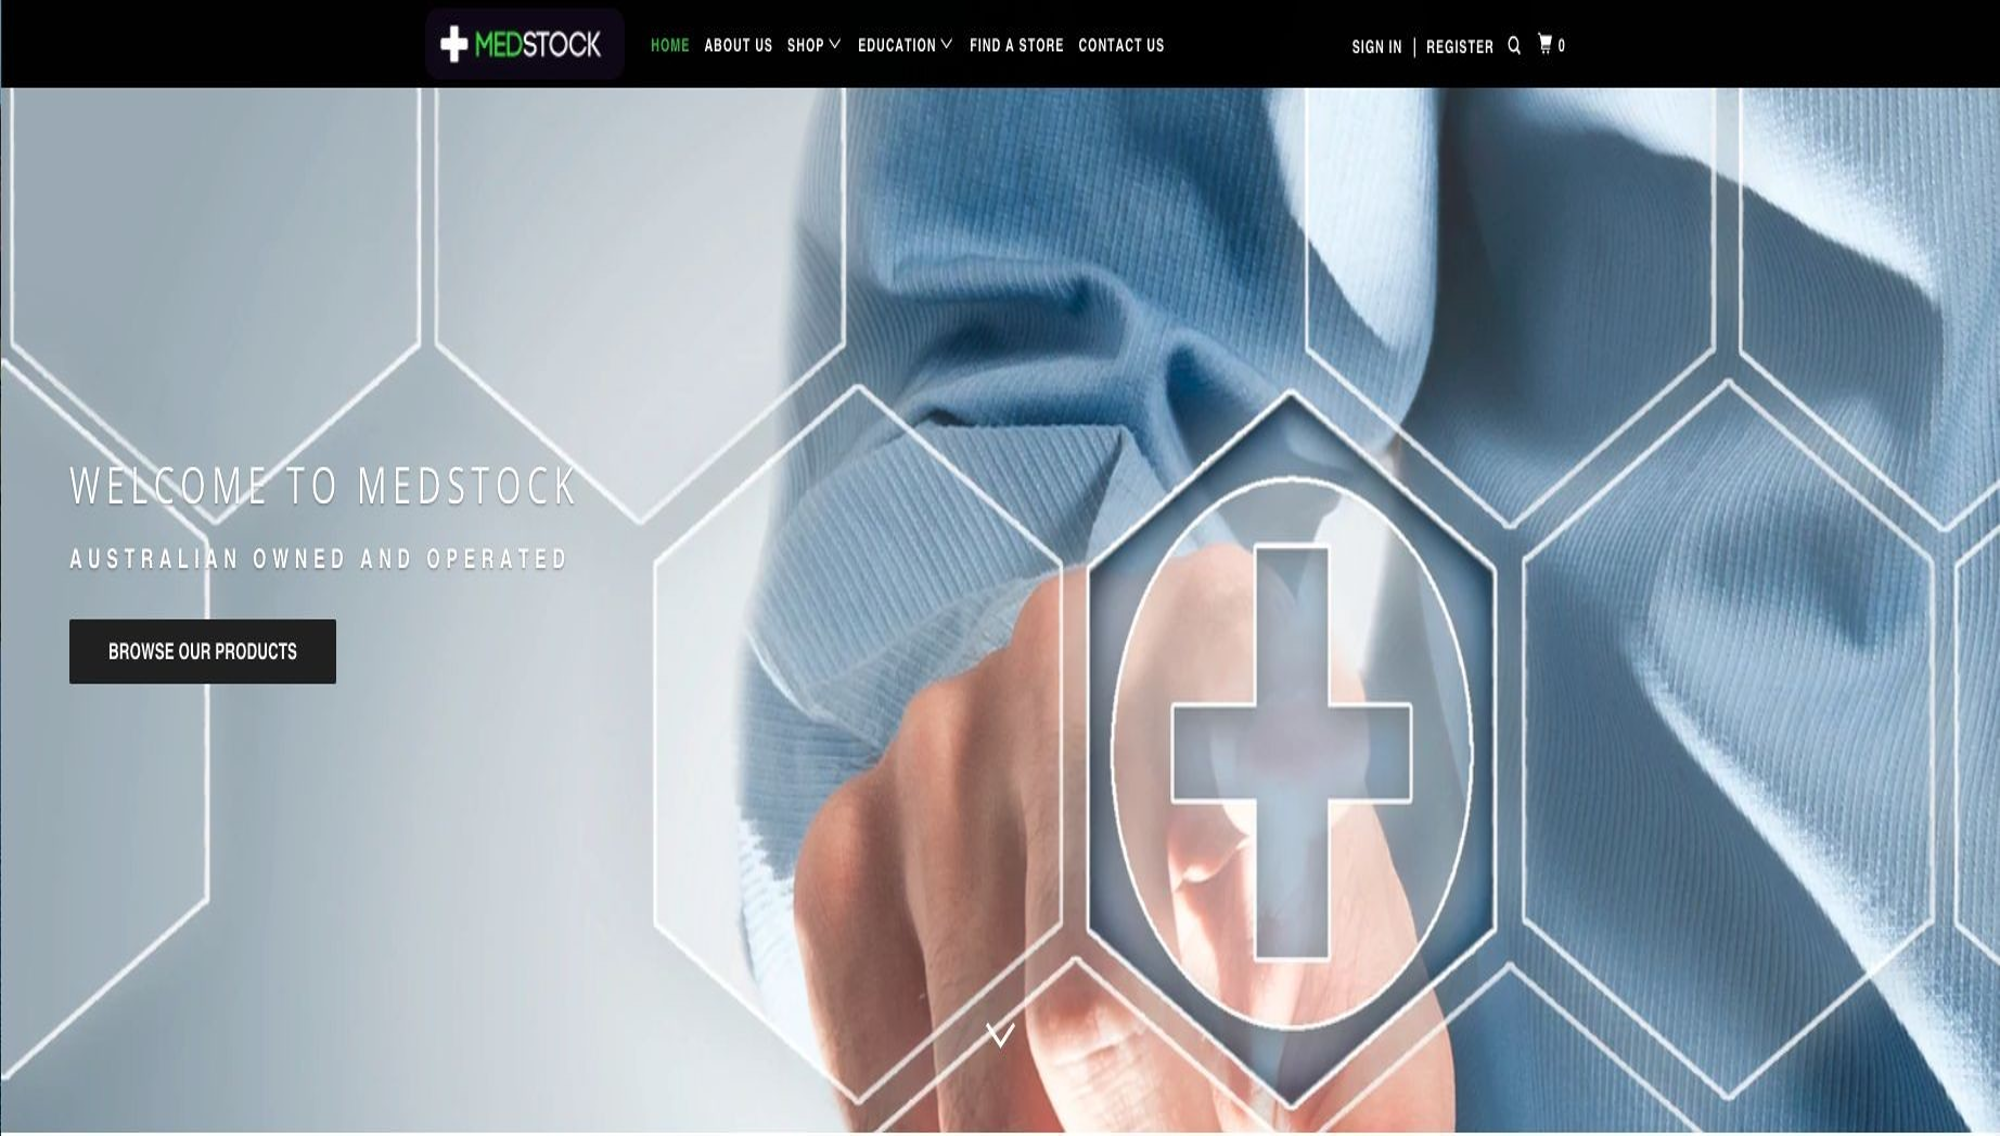 MEDSTOCK
HOME ABOUT US SHOP EDUCATION FIND A STORE CONTACT US
SIGN IN | REGISTER 0
WELCOME TO MEDSTOCK
AUSTRALIAN OWNED AND OPERATED
BROWSE OUR PRODUCTS